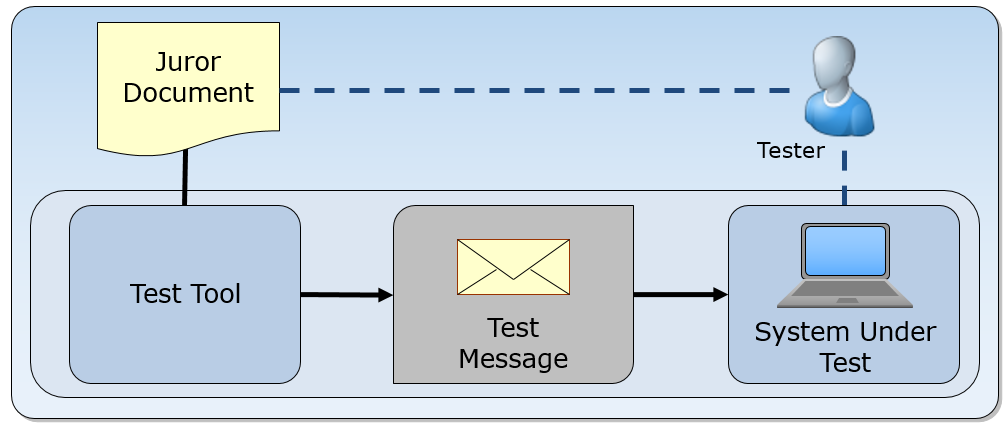 Juror
Document
Tester
Test Tool
Test
Message
System Under
Test